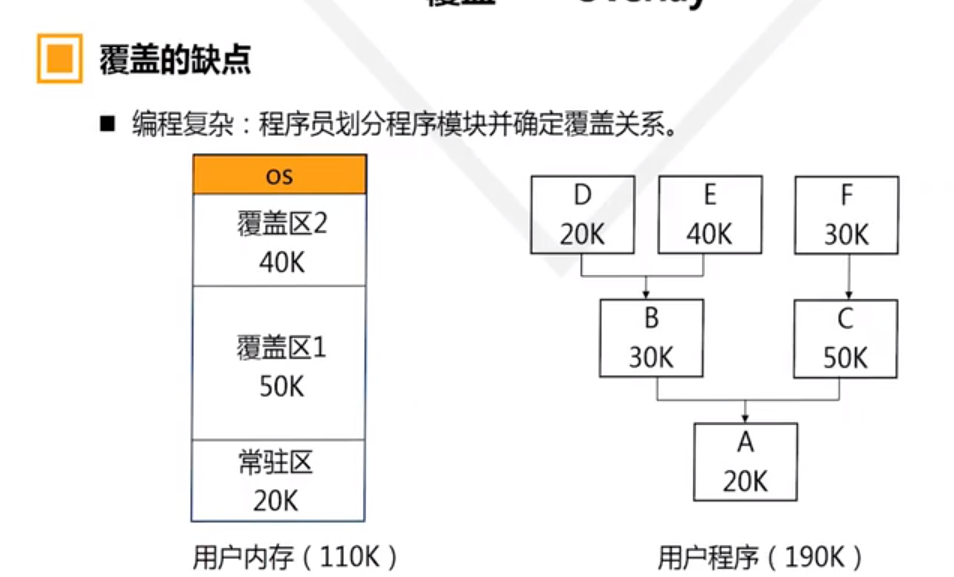 覆盖的缺点
■ 编程复杂：程序员划分程序模块并确定覆盖关系。
os
覆盖区2
40K
覆盖区1
50K
常驻区
20K
用户内存（110K）
D
20K
E
40K
F
30K
B
30K
C
50K
A
20K
用户程序（190K）